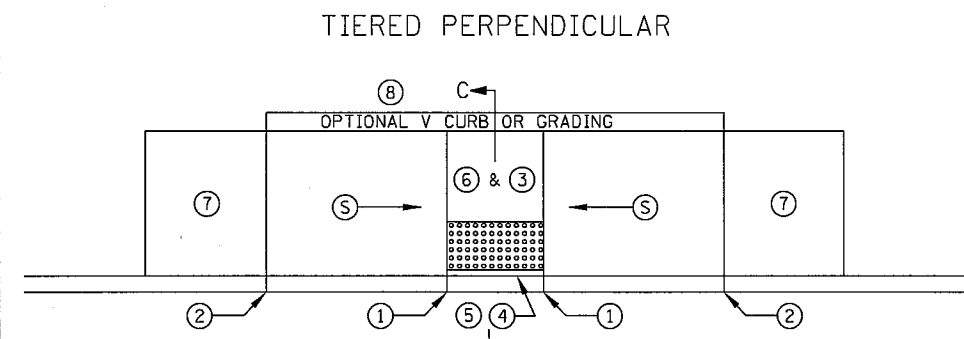 TIERED PERPENDICULAR
8 C
OPTIONAL V CURB OR GRADING
6 & 3
7 S S 7
2 1 5 4 1 2